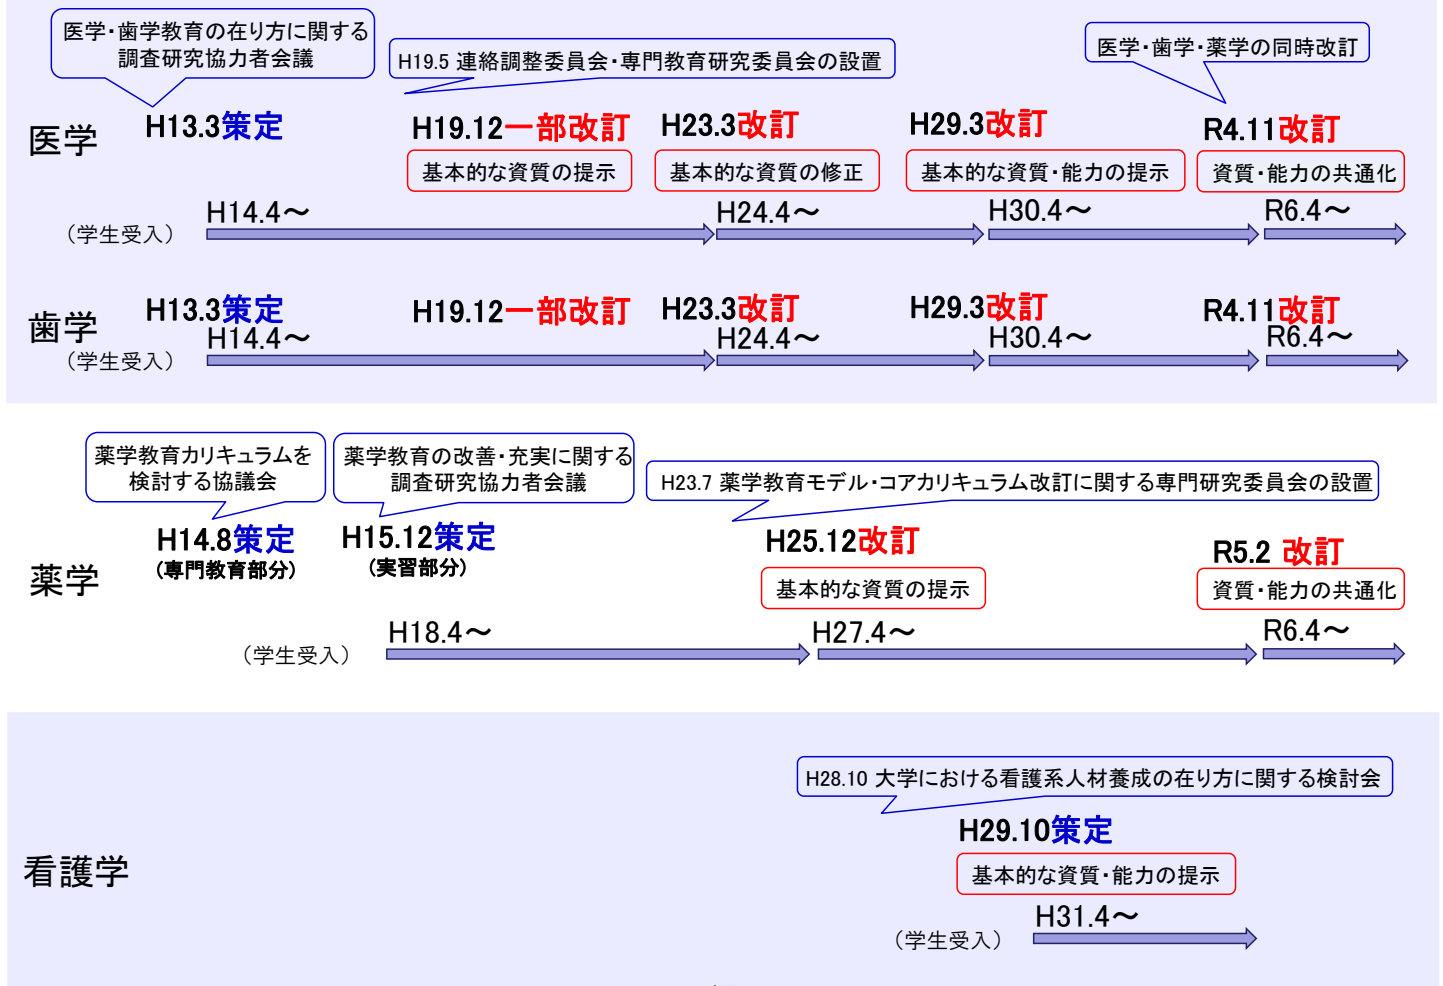 医学・歯学教育の在り方に関する
調査研究協力者会議
H19.5 連絡調整委員会・専門教育研究委員会の設置
医学・歯学・薬学の同時改訂
医学
H13.3策定
H19.12一部改訂
H23.3改訂
H29.3改訂
R4.11改訂
基本的な資質の提示
基本的な資質の修正
基本的な資質・能力の提示
資質・能力の共通化
（学生受入）
H14.4～
H24.4～
H30.4～
R6.4～
歯学
H13.3策定
H19.12一部改訂
H23.3改訂
H29.3改訂
R4.11改訂
（学生受入）
H14.4～
H24.4～
H30.4～
R6.4～
薬学教育カリキュラムを
検討する協議会
薬学教育の改善・充実に関する
調査研究協力者会議
H23.7 薬学教育モデル・コアカリキュラム改訂に関する専門研究委員会の設置
薬学
H14.8策定
（専門教育部分）
H15.12策定
（実習部分）
H25.12改訂
R5.2 改訂
基本的な資質の提示
資質・能力の共通化
（学生受入）
H18.4～
H27.4～
R6.4～
H28.10 大学における看護系人材養成の在り方に関する検討会
看護学
H29.10策定
基本的な資質・能力の提示
（学生受入）
H31.4～